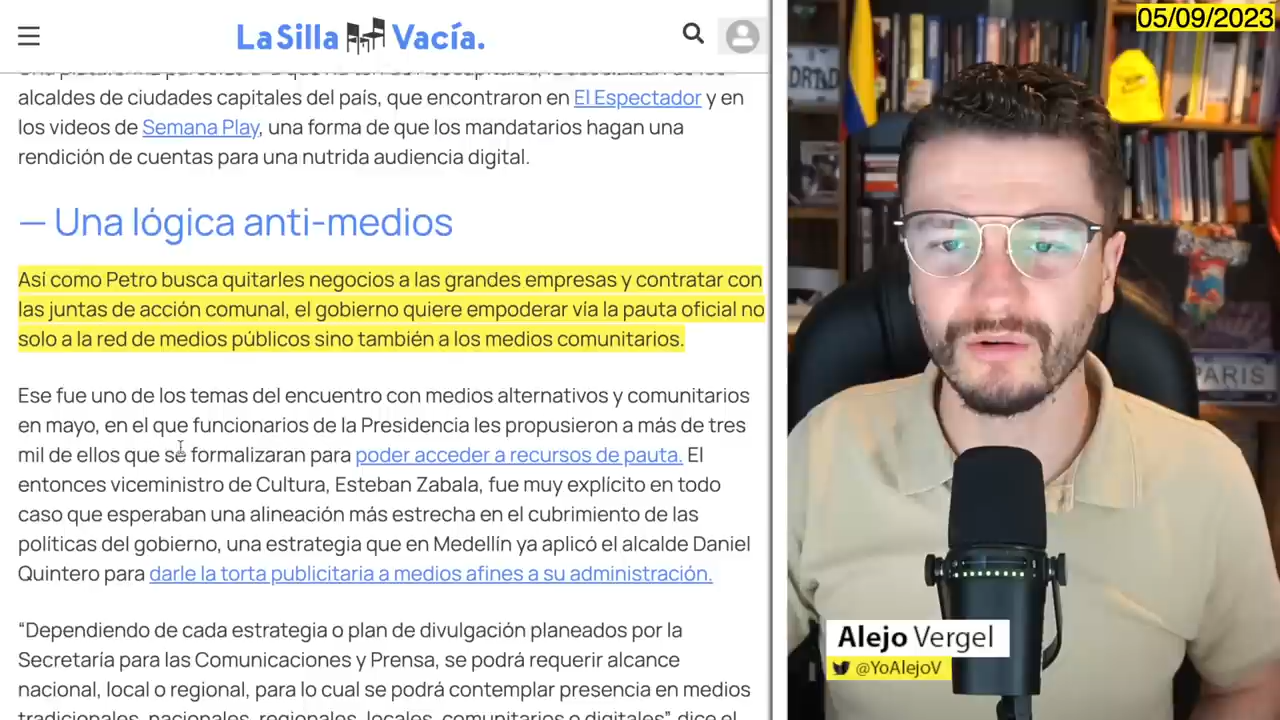 La Silla Vacía.
alcaldes de ciudades capitales del país, que encontraron en El Espectador y en
los videos de Semana Play, una forma de que los mandatarios hagan una
rendición de cuentas para una nutrida audiencia digital.
— Una lógica anti-medios
Así como Petro busca quitarles negocios a las grandes empresas y contratar con
las juntas de acción comunal, el gobierno quiere empoderar vía la pauta oficial no
solo a la red de medios públicos sino también a los medios comunitarios.
Ese fue uno de los temas del encuentro con medios alternativos y comunitarios
en mayo, en el que funcionarios de la Presidencia les propusieron a más de tres
mil de ellos que se formalizaran para poder acceder a recursos de pauta. El
entonces viceministro de Cultura, Esteban Zabala, fue muy explícito en todo
caso que esperaban una alineación más estrecha en el cubrimiento de las
políticas del gobierno, una estrategia que en Medellín ya aplicó el alcalde Daniel
Quintero para darle la torta publicitaria a medios afines a su administración.
“Dependiendo de cada estrategia o plan de divulgación planeados por la
Secretaría para las Comunicaciones y Prensa, se podrá requerir alcance
nacional, local o regional, para lo cual se podrá contemplar presencia en medios
tradicionales, nacionales, regionales, locales, comunitarios o digitales”, dice el
05/09/2023
PARIS
Alejo Vergel
@YoAlejoV